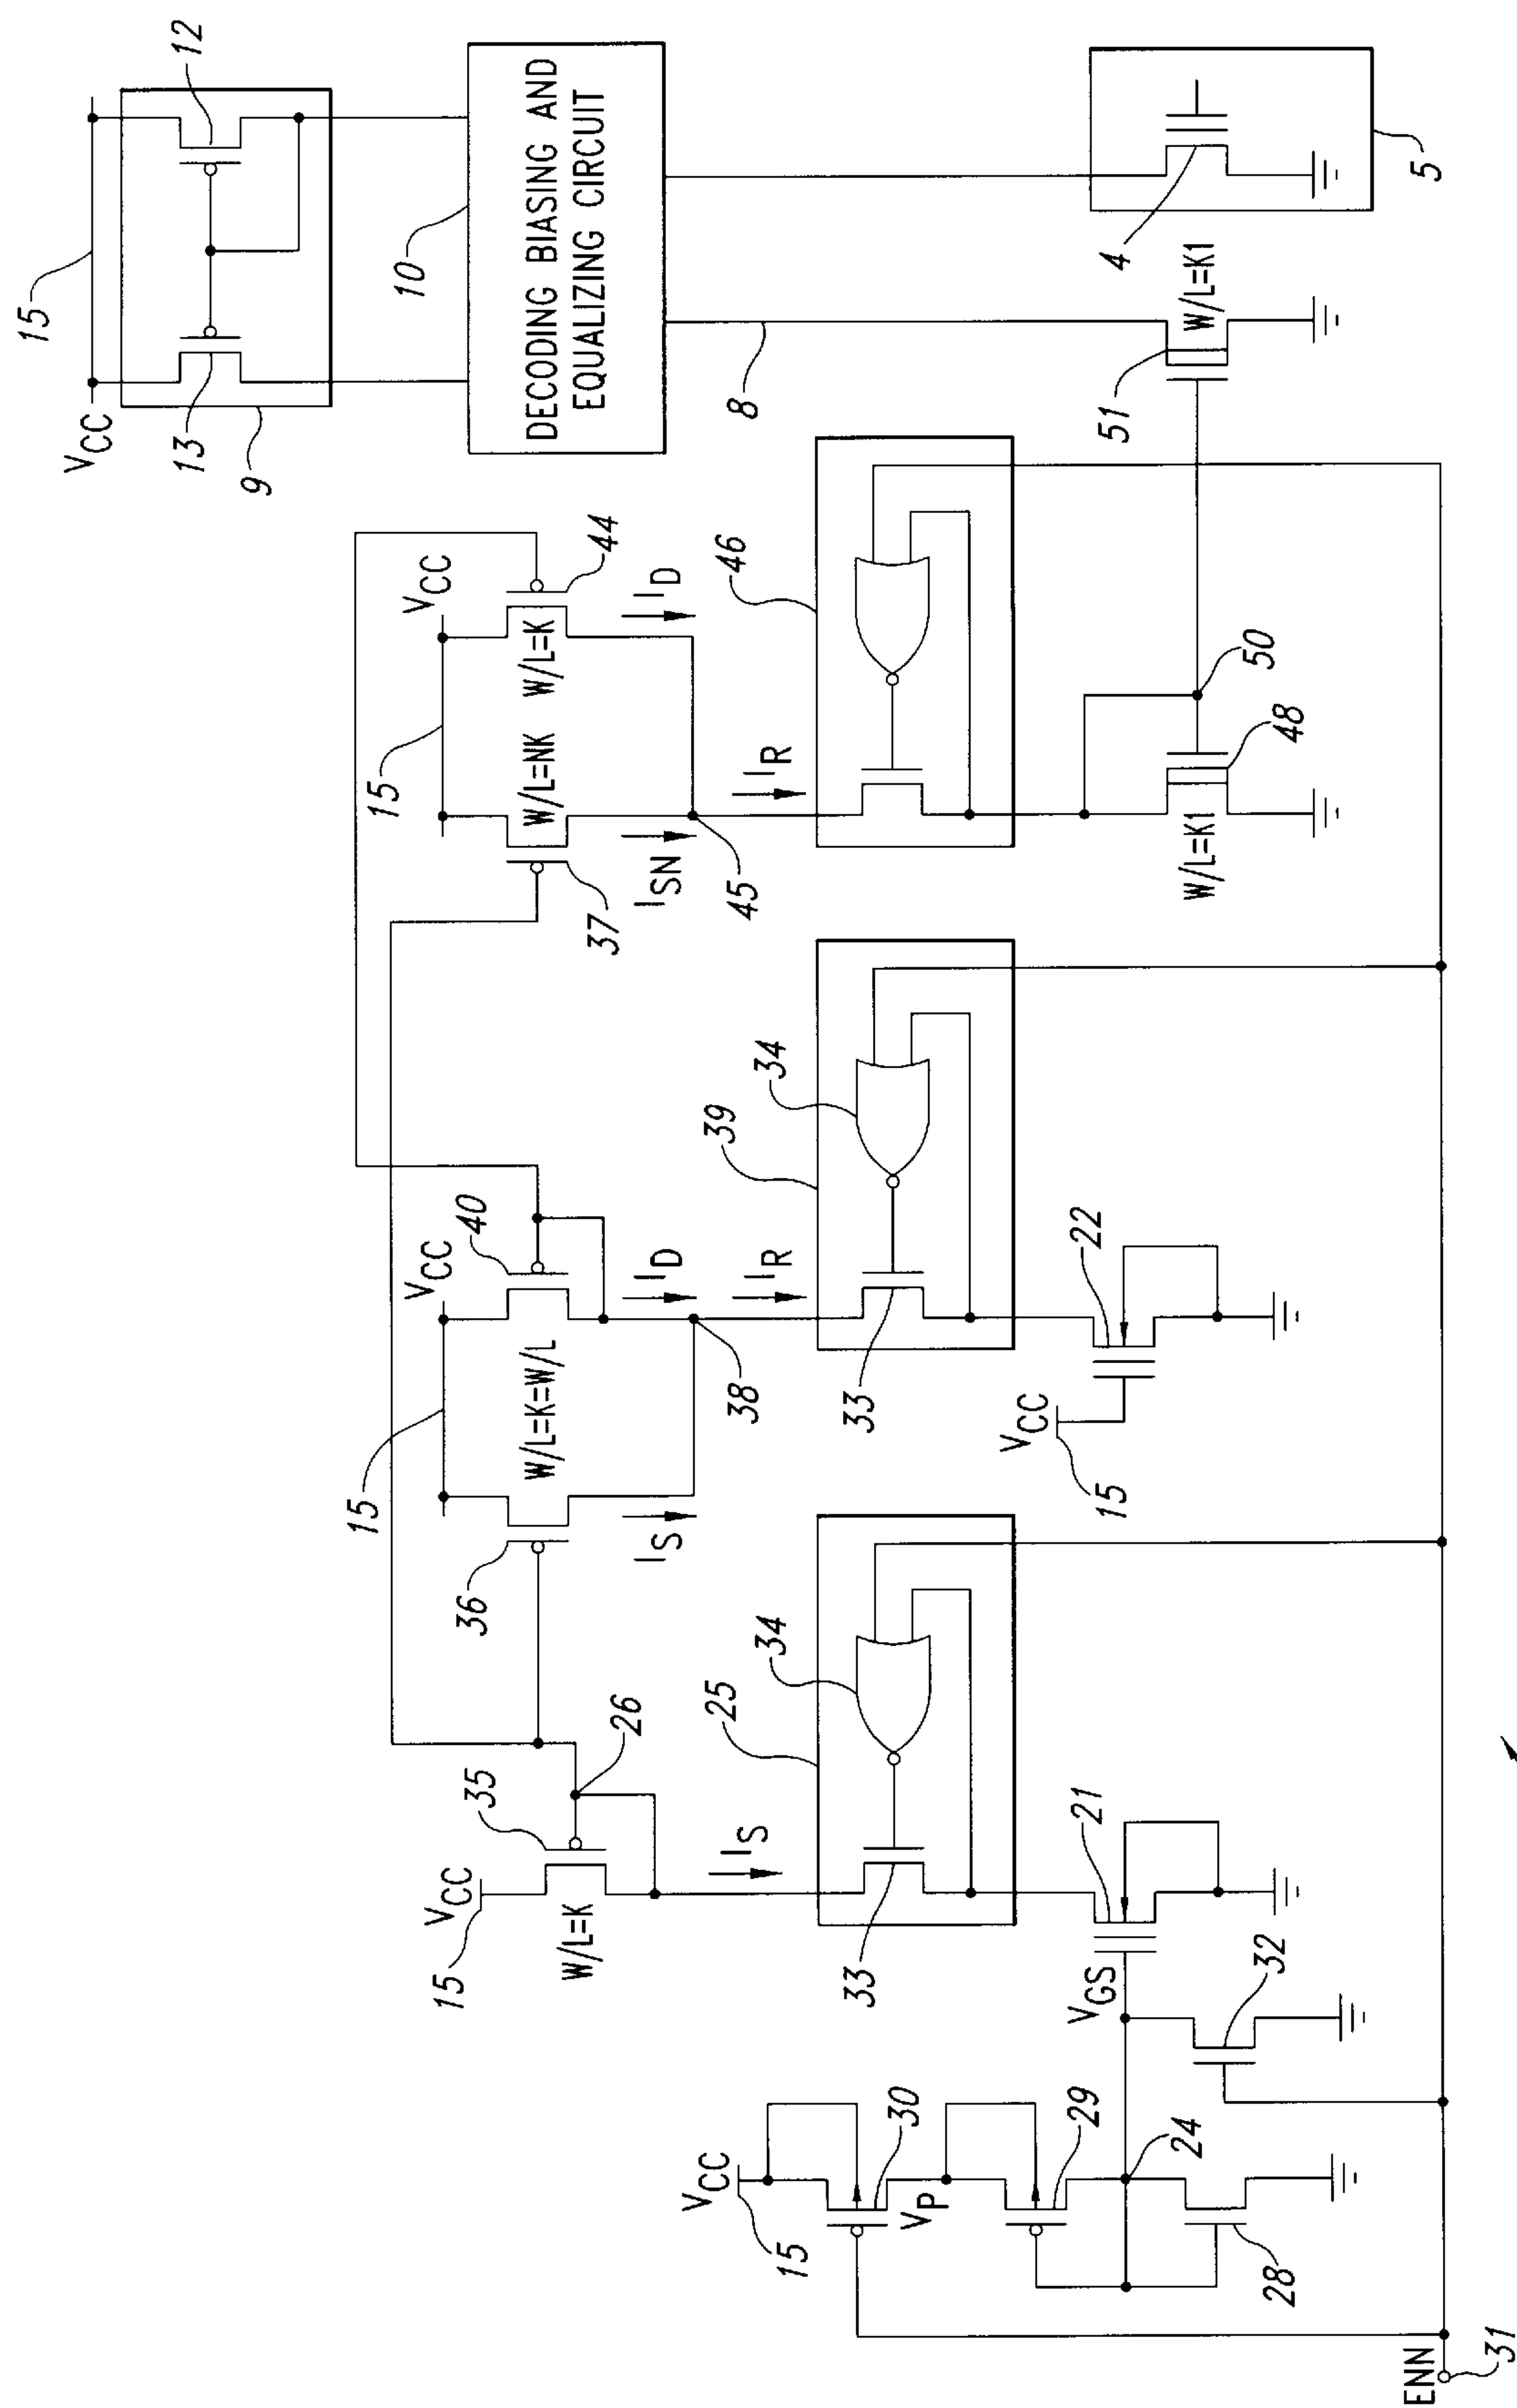 15
VCC
12
13
9
10
DECODING BIASING AND
EQUALIZING CIRCUIT
8
5
4
W/L=K1
51
VCC
15
44
W/L=NK
W/L=K
37
ISN
ID
45
IR
46
50
48
W/L=K1
VCC
15
40
W/L=K=W/L
36
IS
ID
38
IR
39
34
33
22
VCC
15
35
VCC
15
W/L=K
26
IS
25
34
33
21
VGS
32
VCC
15
30
VP
29
24
28
ENN
31